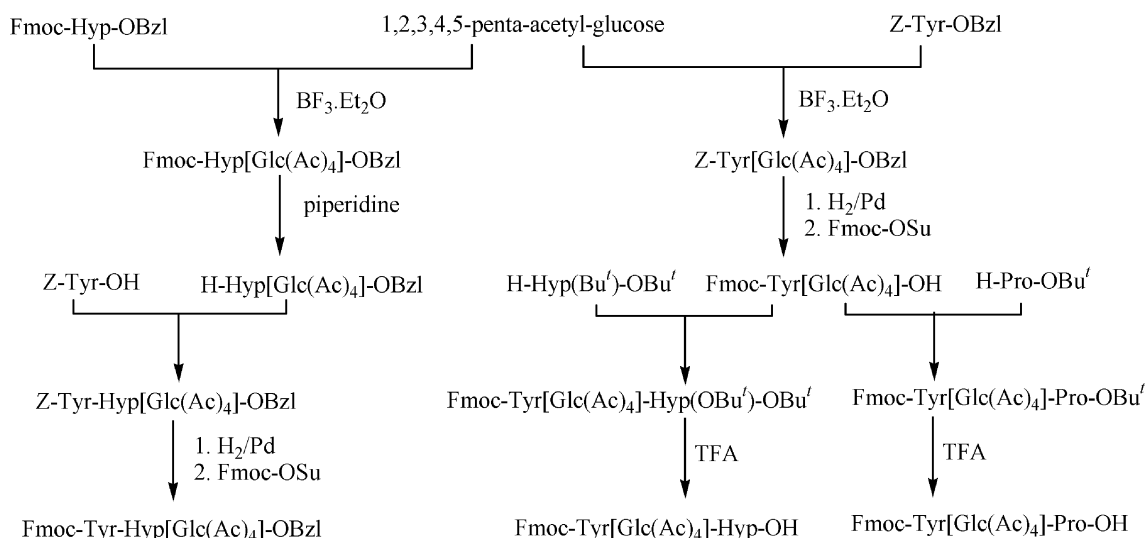 Fmoc-Hyp-OBzl
1,2,3,4,5-penta-acetyl-glucose
Z-Tyr-OBzl
BF₃.Et₂O
BF₃.Et₂O
Fmoc-Hyp[Glc(Ac)₄]-OBzl
Z-Tyr[Glc(Ac)₄]-OBzl
piperidine
1. H₂/Pd
2. Fmoc-OSu
Z-Tyr-OH
H-Hyp[Glc(Ac)₄]-OBzl
H-Hyp(Buᵗ)-OBuᵗ
Fmoc-Tyr[Glc(Ac)₄]-OH
H-Pro-OBuᵗ
Z-Tyr-Hyp[Glc(Ac)₄]-OBzl
Fmoc-Tyr[Glc(Ac)₄]-Hyp(OBuᵗ)-OBuᵗ
Fmoc-Tyr[Glc(Ac)₄]-Pro-OBuᵗ
1. H₂/Pd
2. Fmoc-OSu
TFA
TFA
Fmoc-Tyr-Hyp[Glc(Ac)₄]-OBzl
Fmoc-Tyr[Glc(Ac)₄]-Hyp-OH
Fmoc-Tyr[Glc(Ac)₄]-Pro-OH